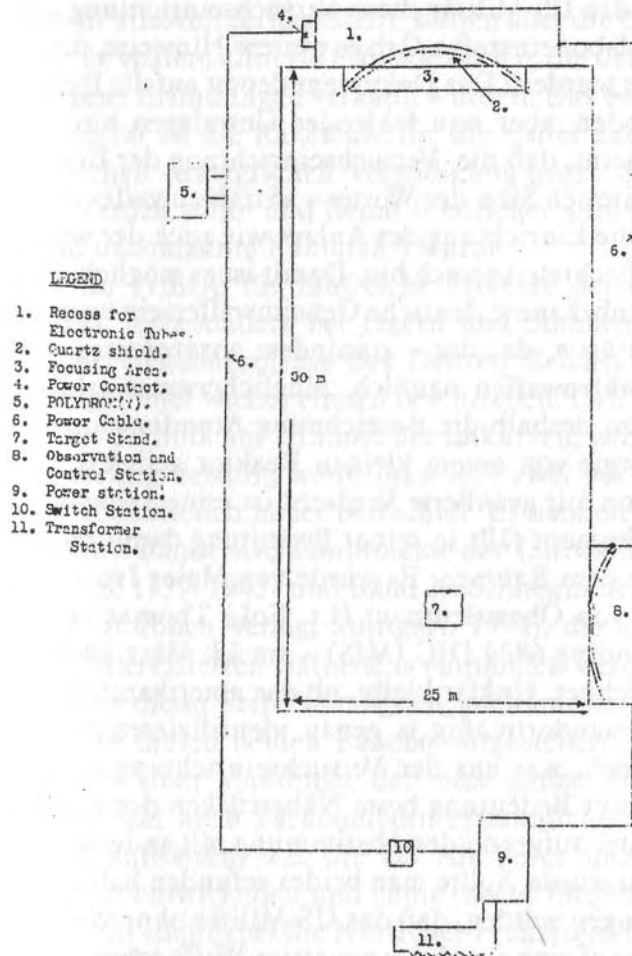 4.
1.
3.
2.
5.
6.
LEGEND
1. Recess for
Electronic Tube.
2. Quartz shield.
3. Focusing Area.
4. Power Contact.
5.
6. Power Cable.
7. Target Stand.
8. Observation and
Control Station.
9. Power station.
10. Switch Station.
11. Transformer
Station.
6.
50 M
7.
8.
25 m
10
9.
11.